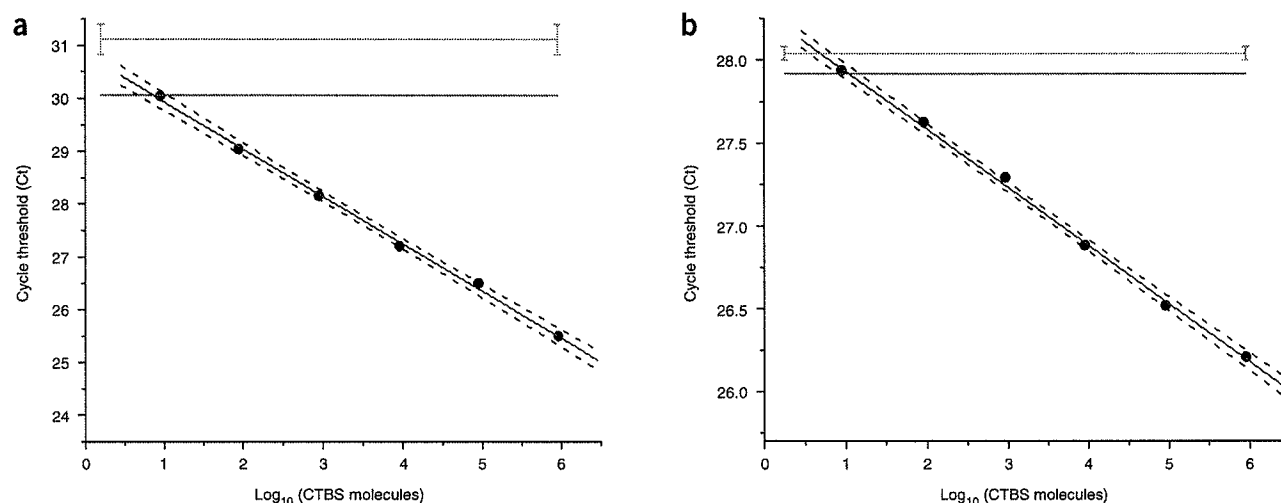 a
Cycle threshold (Ct)
31
30
29
28
27
26
25
24
0 1 2 3 4 5 6
Log10 (CTBS molecules)
b
Cycle threshold (Ct)
28.0
27.5
27.0
26.5
26.0
1 2 3 4 5 6
Log10 (CTBS molecules)